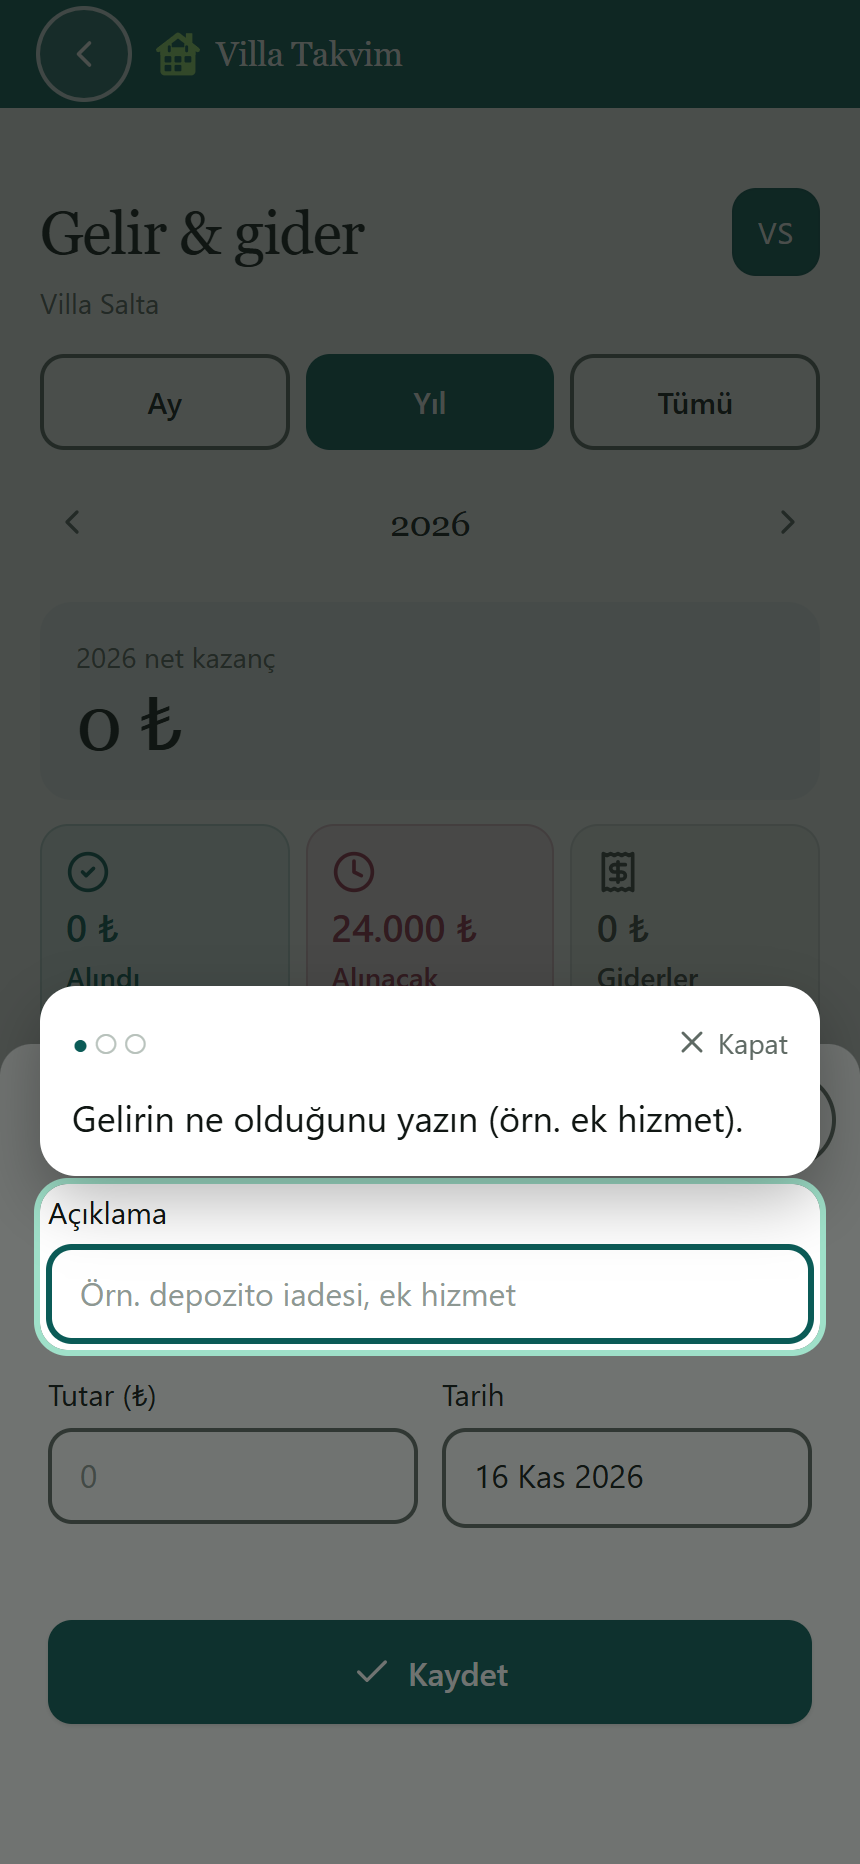 Villa Takvim
Gelir & gider
VS
Villa Salta
Ay
Yıl
Tümü
2026
2026 net kazanç
0 ₺
0 ₺
24.000 ₺
0 ₺
Alındı
Alınacak
Giderler
Kapat
Gelirin ne olduğunu yazın (örn. ek hizmet).
Açıklama
Örn. depozito iadesi, ek hizmet
Tutar (₺)
Tarih
0
16 Kas 2026
Kaydet